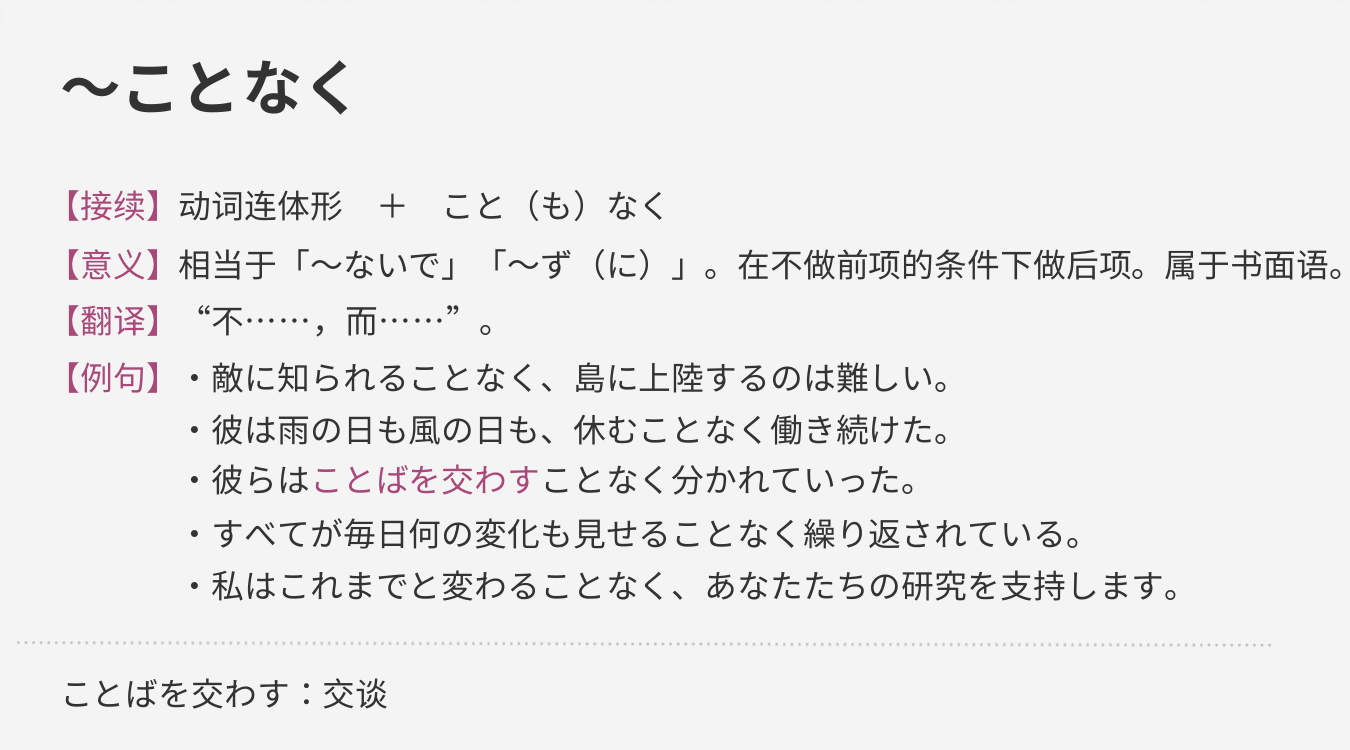 ～ことなく
【接续】动词连体形　＋　こと（も）なく
【意义】相当于「～ないで」「～ず（に）」。在不做前项的条件下做后项。属于书面语。
【翻译】“不……，而……”。
【例句】・敵に知られることなく、島に上陸するのは難しい。
・彼は雨の日も風の日も、休むことなく働き続けた。
・彼らはことばを交わすことなく分かれていった。
・すべてが毎日何の変化も見せることなく繰り返されている。
・私はこれまでと変わることなく、あなたたちの研究を支持します。
ことばを交わす：交谈